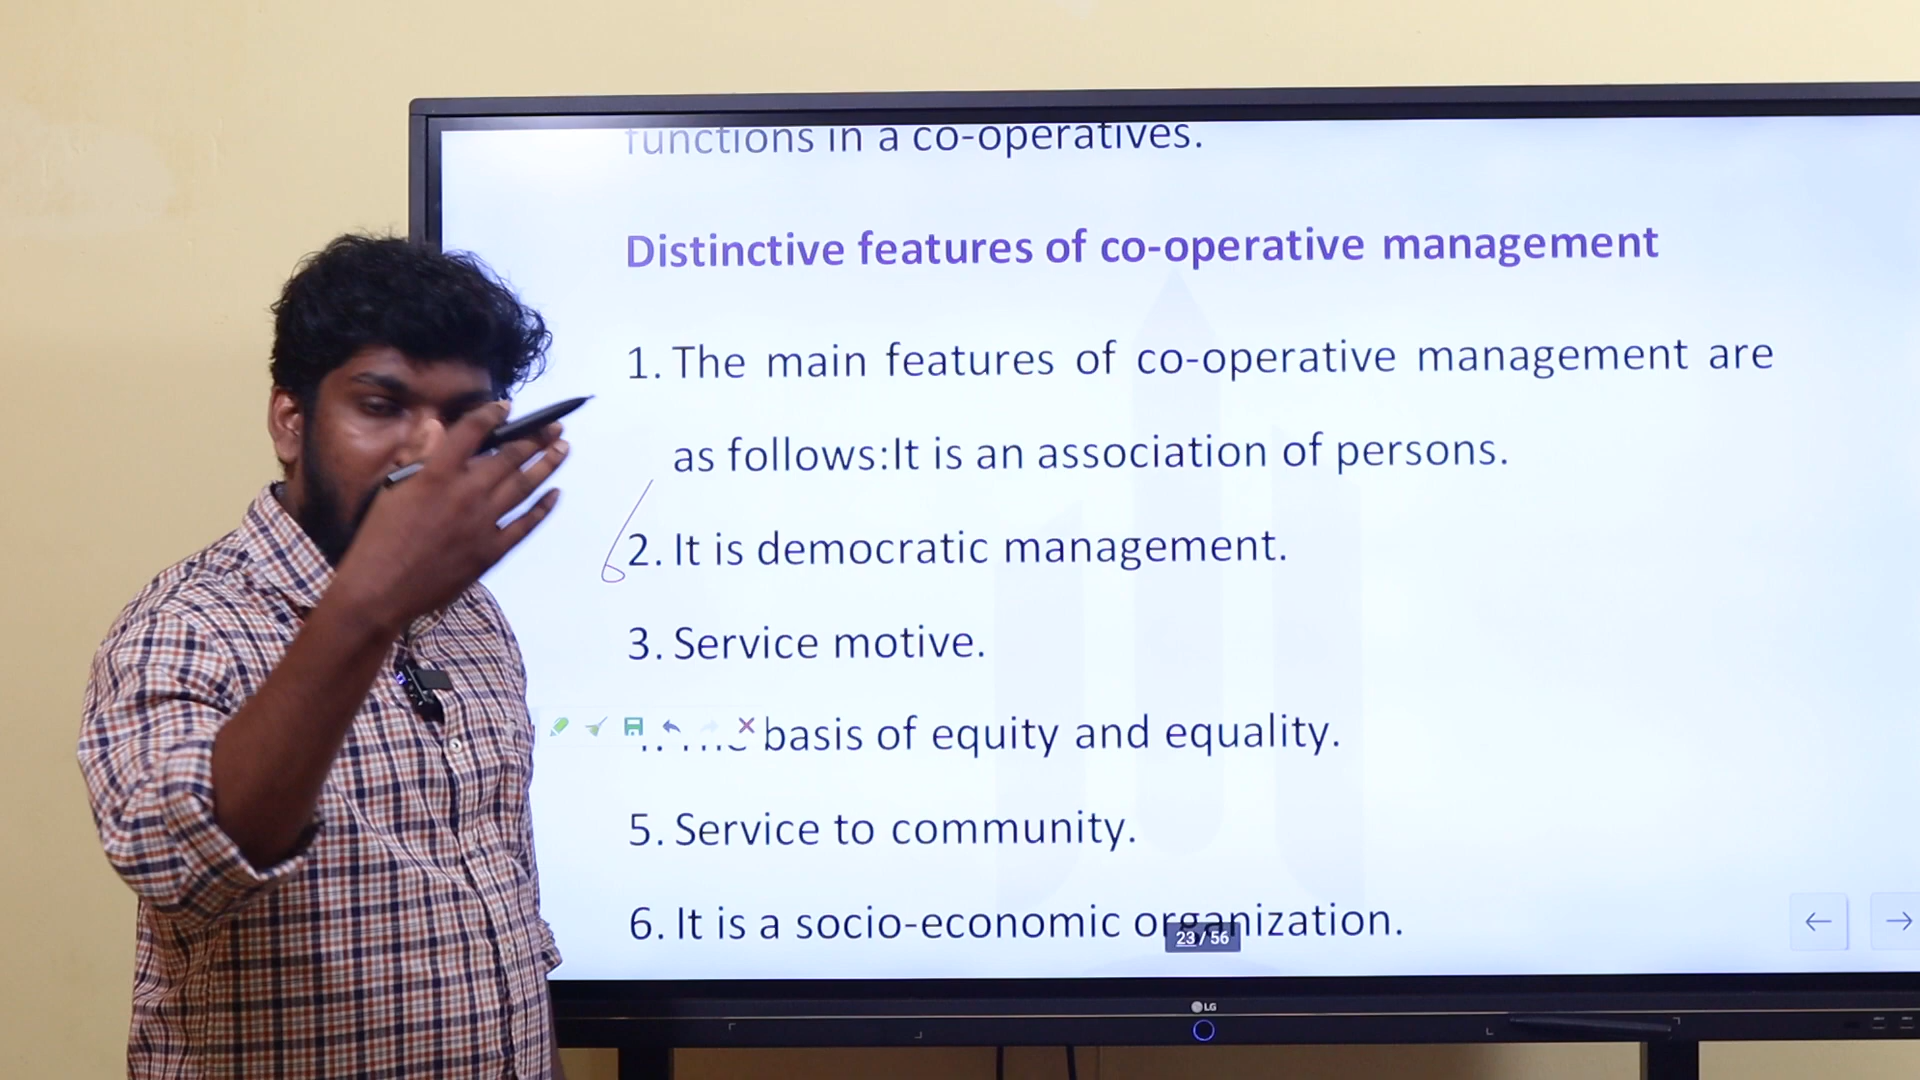 functions in a co-operatives.
Distinctive features of co-operative management
1. The main features of co-operative management are
as follows:It is an association of persons.
2. It is democratic management.
3. Service motive.
basis of equity and equality.
5. Service to community.
6. It is a socio-economic organization.
23 / 56
LG